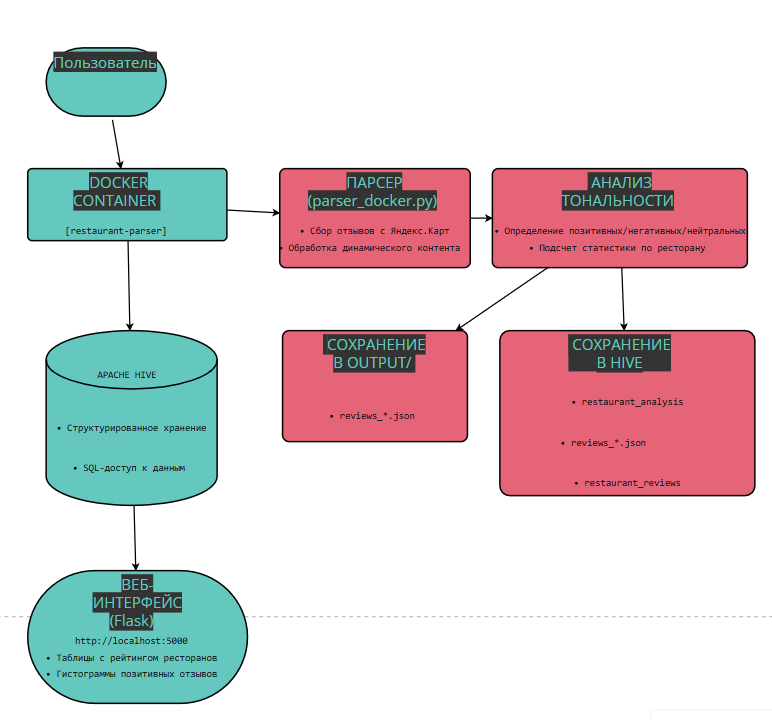 Пользователь
DOCKER
CONTAINER
[restaurant-parser]
ПАРСЕР
(parser_docker.py)
• Сбор отзывов с Яндекс.Карт
• Обработка динамического контента
АНАЛИЗ
ТОНАЛЬНОСТИ
• Определение позитивных/негативных/нейтральных
• Подсчет статистики по ресторану
APACHE HIVE
• Структурированное хранение
• SQL-доступ к данным
СОХРАНЕНИЕ
В OUTPUT/
• reviews_*.json
СОХРАНЕНИЕ
В HIVE
• restaurant_analysis
• reviews_*.json
• restaurant_reviews
ВЕБ-
ИНТЕРФЕЙС
(Flask)
http://localhost:5000
• Таблицы с рейтингом ресторанов
• Гистограммы позитивных отзывов